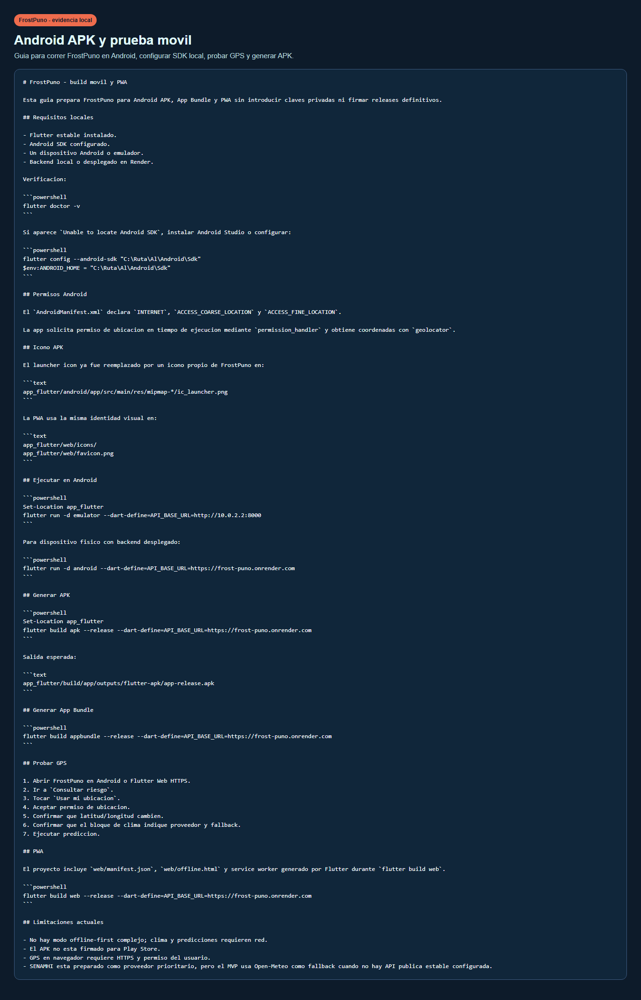 FrostPuno - evidencia local
Android APK y prueba movil
Guia para correr FrostPuno en Android, configurar SDK local, probar GPS y generar APK.
# FrostPuno - build movil y PWA
Esta guia prepara FrostPuno para Android APK, App Bundle y PWA sin introducir claves privadas ni firmar releases definitivos.
## Requisitos locales
- Flutter estable instalado.
- Android SDK configurado.
- Un dispositivo Android o emulador.
- Backend local o desplegado en Render.
Verificacion:
```powershell
flutter doctor -v
```
Si aparece `Unable to locate Android SDK`, instalar Android Studio o configurar:
```powershell
flutter config --android-sdk "C:\Ruta\Al\Android\Sdk"
$env:ANDROID_HOME = "C:\Ruta\Al\Android\Sdk"
```
## Permisos Android
El `AndroidManifest.xml` declara `INTERNET`, `ACCESS_COARSE_LOCATION` y `ACCESS_FINE_LOCATION`.
La app solicita permiso de ubicacion en tiempo de ejecucion mediante `permission_handler` y obtiene coordenadas con `geolocator`.
## Icono APK
El launcher icon ya fue reemplazado por un icono propio de FrostPuno en:
```text
app_flutter/android/app/src/main/res/mipmap-*/ic_launcher.png
```
La PWA usa la misma identidad visual en:
```text
app_flutter/web/icons/
app_flutter/web/favicon.png
```
## Ejecutar en Android
```powershell
Set-Location app_flutter
flutter run -d emulator --dart-define=API_BASE_URL=http://10.0.2.2:8000
```
Para dispositivo fisico con backend desplegado:
```powershell
flutter run -d android --dart-define=API_BASE_URL=https://frost-puno.onrender.com
```
## Generar APK
```powershell
Set-Location app_flutter
flutter build apk --release --dart-define=API_BASE_URL=https://frost-puno.onrender.com
```
Salida esperada:
```text
app_flutter/build/app/outputs/flutter-apk/app-release.apk
```
## Generar App Bundle
```powershell
flutter build appbundle --release --dart-define=API_BASE_URL=https://frost-puno.onrender.com
```
## Probar GPS
1. Abrir FrostPuno en Android o Flutter Web HTTPS.
2. Ir a `Consultar riesgo`.
3. Tocar `Usar mi ubicacion`.
4. Aceptar permiso de ubicacion.
5. Confirmar que latitud/longitud cambien.
6. Confirmar que el bloque de clima indique proveedor y fallback.
7. Ejecutar prediccion.
## PWA
El proyecto incluye `web/manifest.json`, `web/offline.html` y service worker generado por Flutter durante `flutter build web`.
```powershell
flutter build web --release --dart-define=API_BASE_URL=https://frost-puno.onrender.com
```
## Limitaciones actuales
- No hay modo offline-first complejo; clima y predicciones requieren red.
- El APK no esta firmado para Play Store.
- GPS en navegador requiere HTTPS y permiso del usuario.
- SENAMHI esta preparado como proveedor prioritario, pero el MVP usa Open-Meteo como fallback cuando no hay API publica estable configurada.